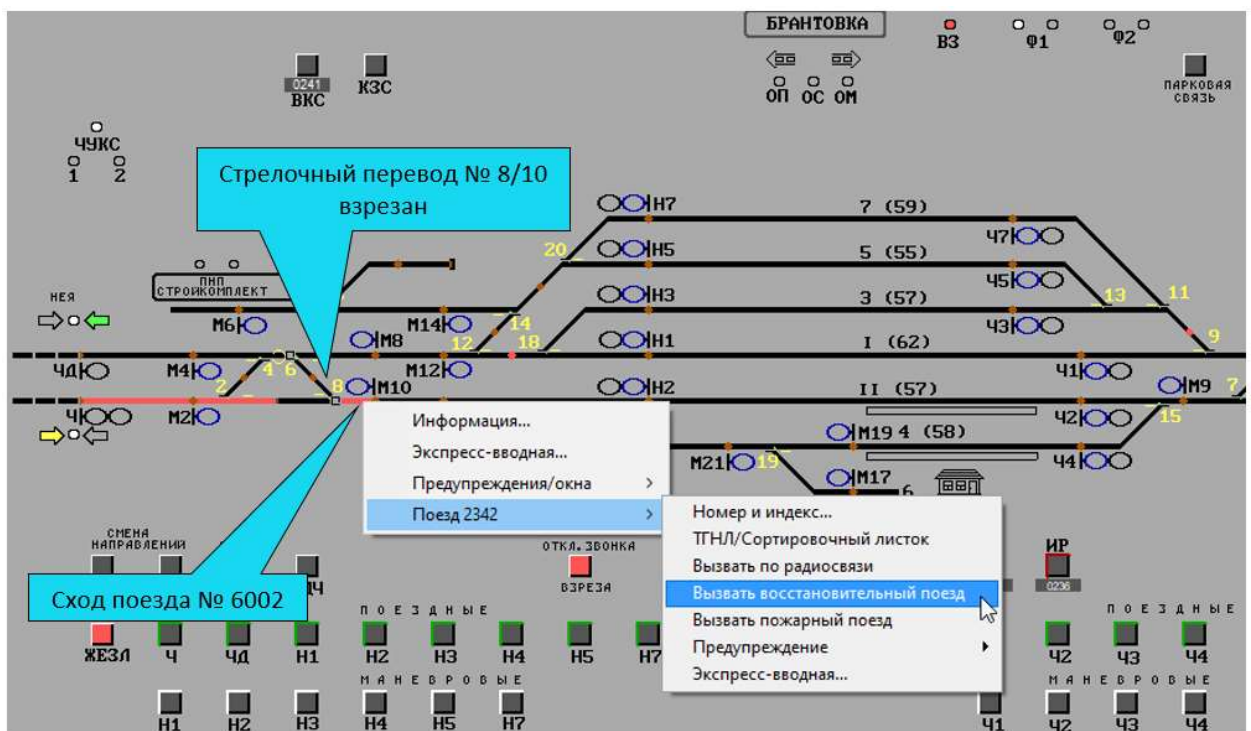 БРАНТОВКА
ВЗ
Ф1
Ф2
0241
ВКС
КЗС
ОП ОС ОМ
ПАРКОВАЯ
СВЯЗЬ
ЧУКС
1 2
Стрелочный перевод № 8/10
взрезан
Н7
7 (59)
Ч7
20
Н5
5 (55)
ПНП
СТРОЙКОМПЛЕКТ
НЕЯ
Ч5
Н3
3 (57)
13
11
М6
М14
14
Ч3
М8
12
18
Н1
I (62)
9
ЧД
М4
4 6
М12
Ч1
2
8
М10
Н2
II (57)
М9
7
Ч
М2
Ч2
15
М19 4 (58)
М21
19
Ч4
М17
6
Информация...
Экспресс-вводная...
Предупреждения/окна
Поезд 2342
Номер и индекс...
ТГНЛ/Сортировочный листок
Вызвать по радиосвязи
Вызвать восстановительный поезд
Вызвать пожарный поезд
Предупреждение
Экспресс-вводная...
СМЕНА
НАПРАВЛЕНИИ
ОТКЛ. ЗВОНКА
ВЗРЕЗА
ИР
0236
Сход поезда № 6002
ПОЕЗДНЫЕ
ПОЕЗДНЫЕ
ЖЕЗЛ
Ч
ЧД
Н1
Н2
Н3
Н4
Н5
Н7
Ч2
Ч3
Ч4
МАНЕВРОВЫЕ
МАНЕВРОВЫЕ
Н1
Н2
Н3
Н4
Н5
Н7
Ч1
Ч2
Ч3
Ч4